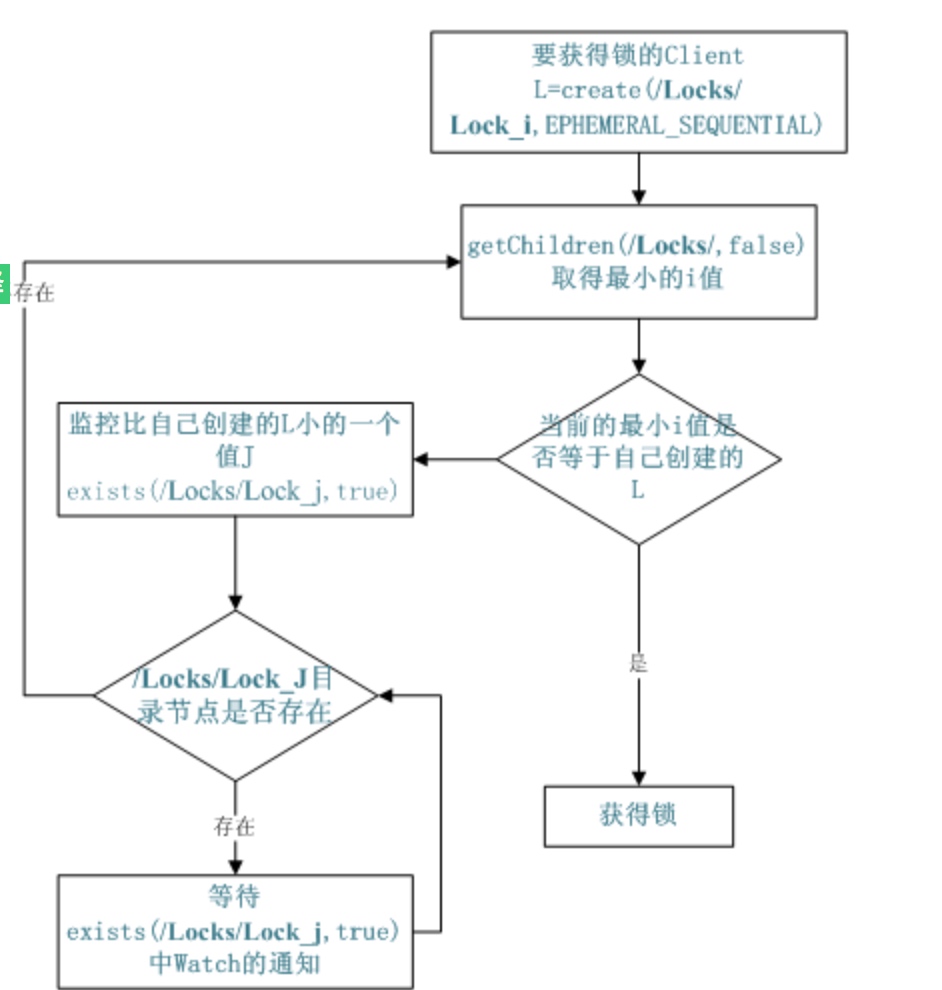 要获得锁的Client
L=create(/Locks/
Lock_i,EPHEMERAL_SEQUENTIAL)
getChildren(/Locks/,false)
取得最小的i值
存在
当前的最小i值是
否等于自己创建的
L
监控比自己创建的L小的一个
值J
exists(/Locks/Lock_j,true)
/Locks/Lock_J目
录节点是否存在
是
存在
获得锁
等待
exists(/Locks/Lock_j,true)
中Watch的通知